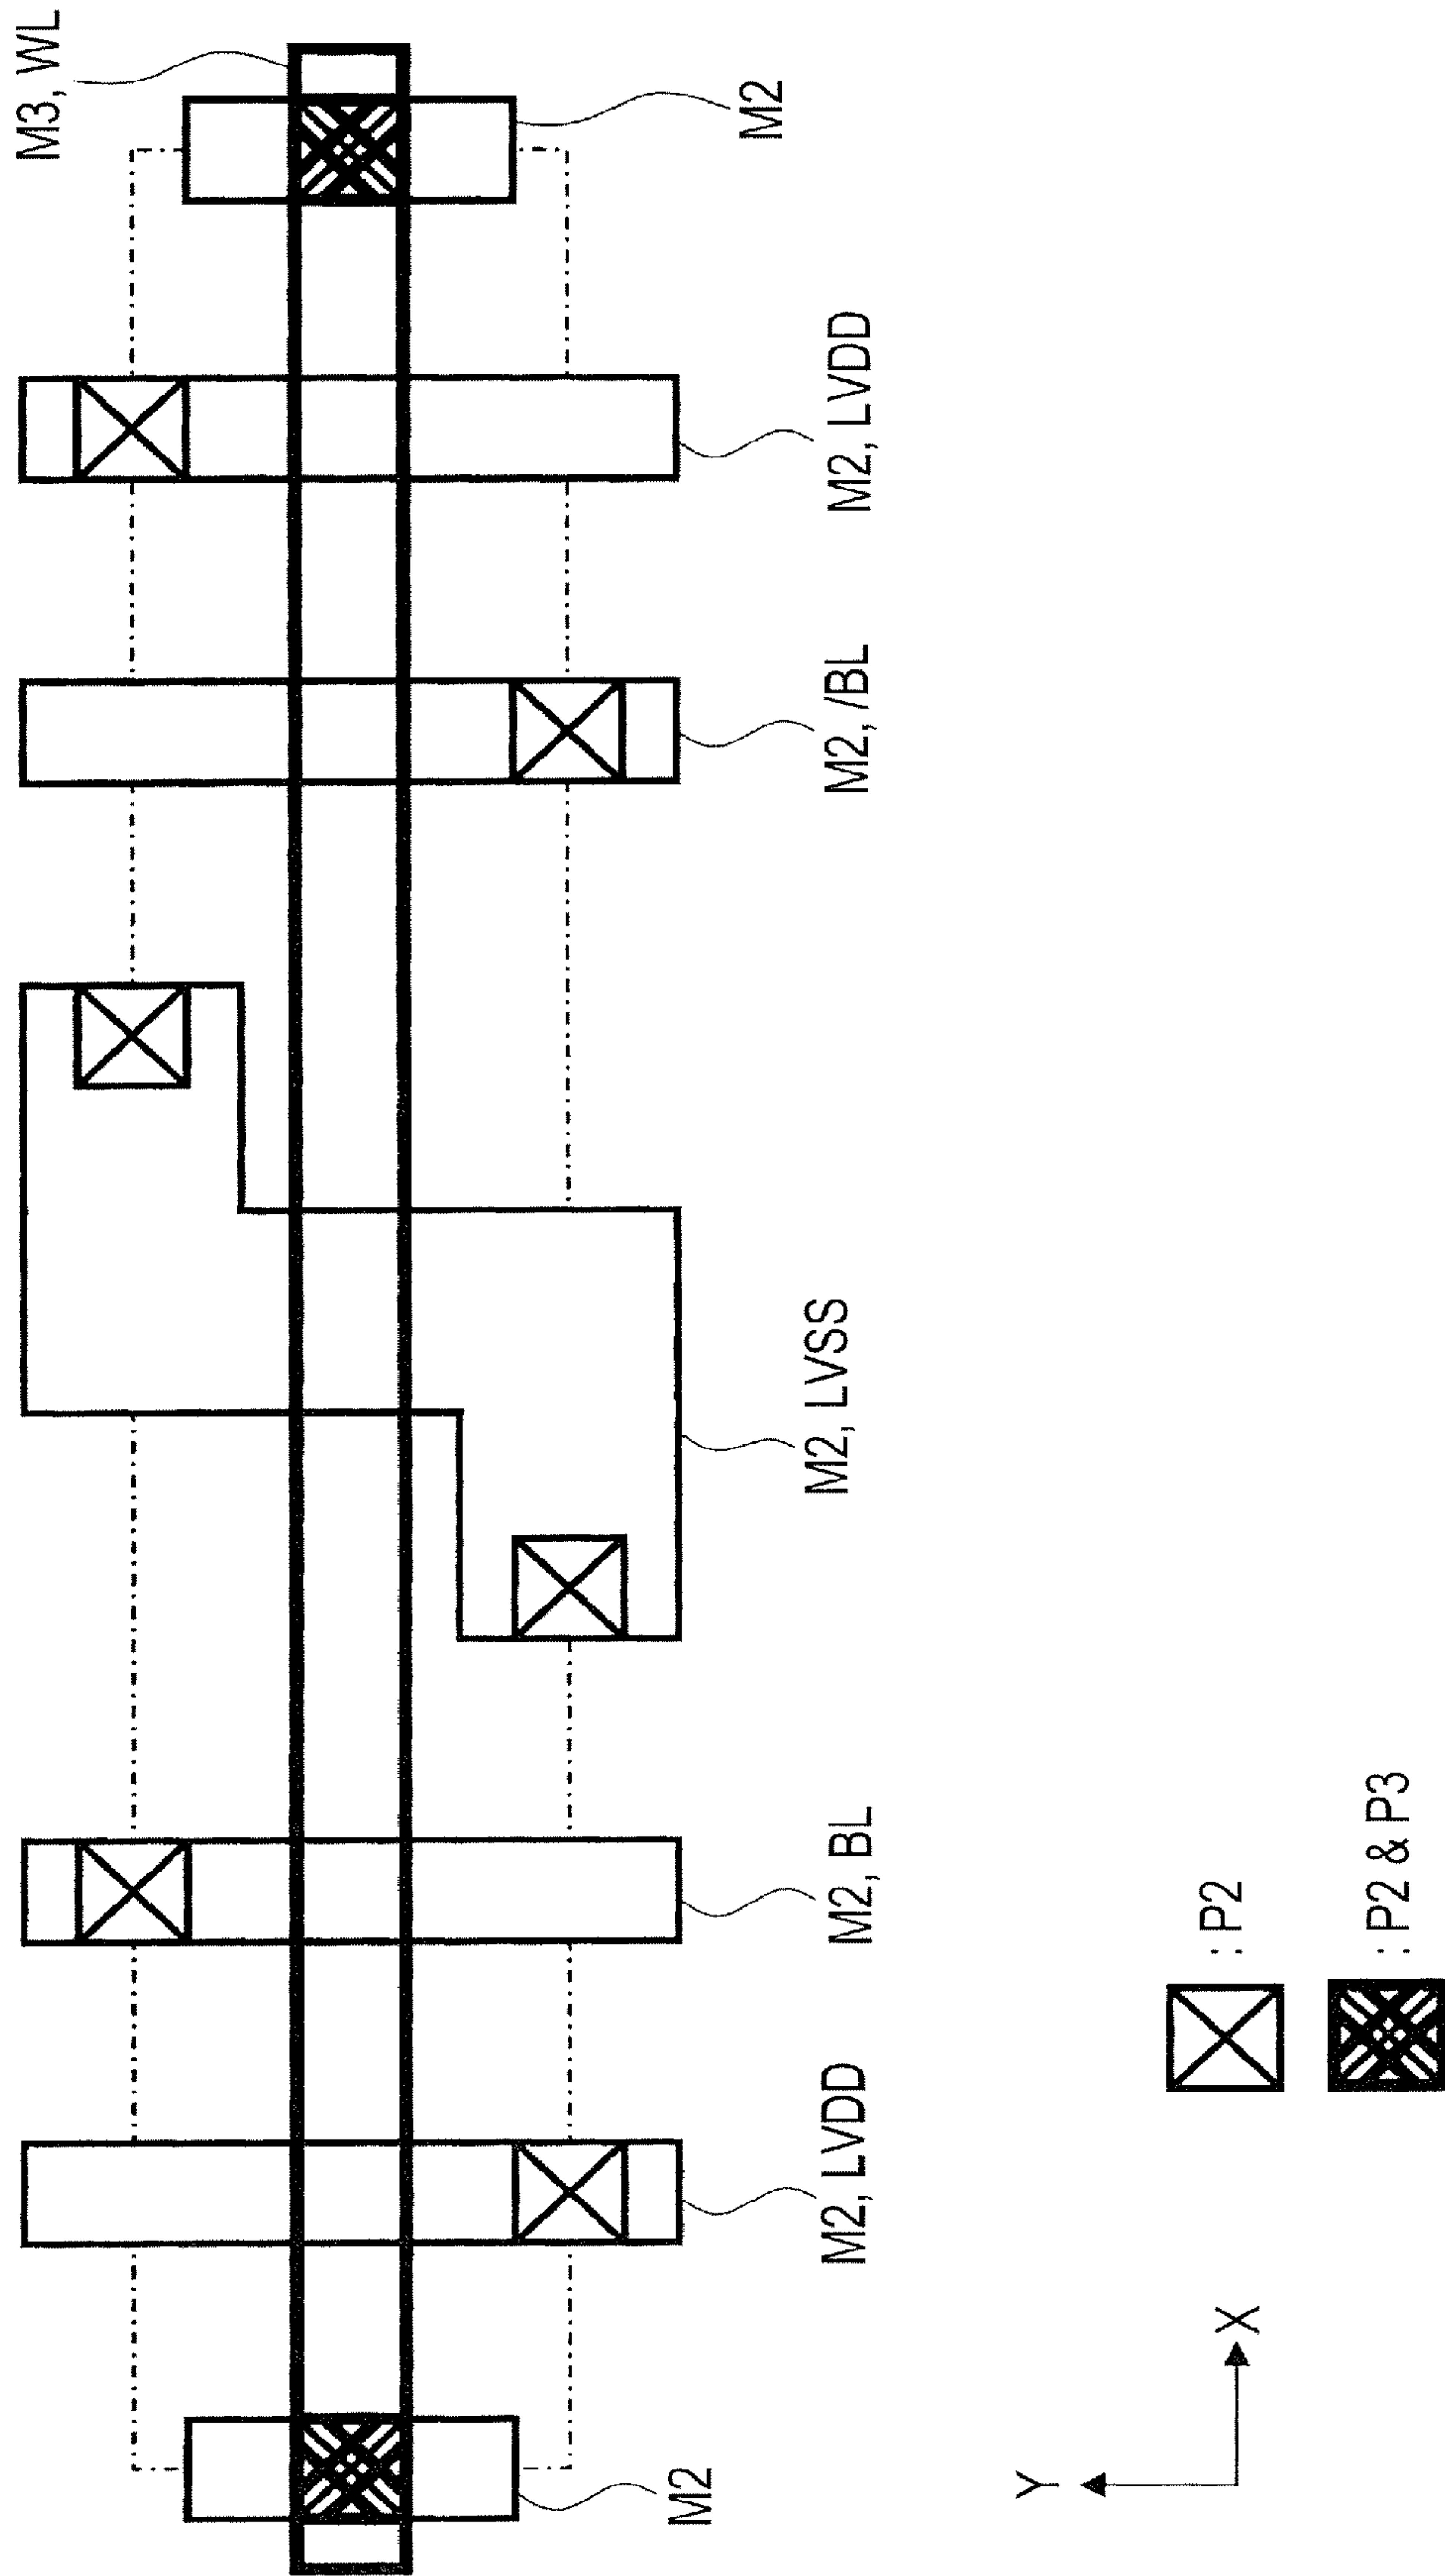 M3, WL
M2
M2, LVDD
M2, /BL
M2, LVSS
M2, BL
M2, LVDD
M2
: P2
: P2 & P3
Y
X